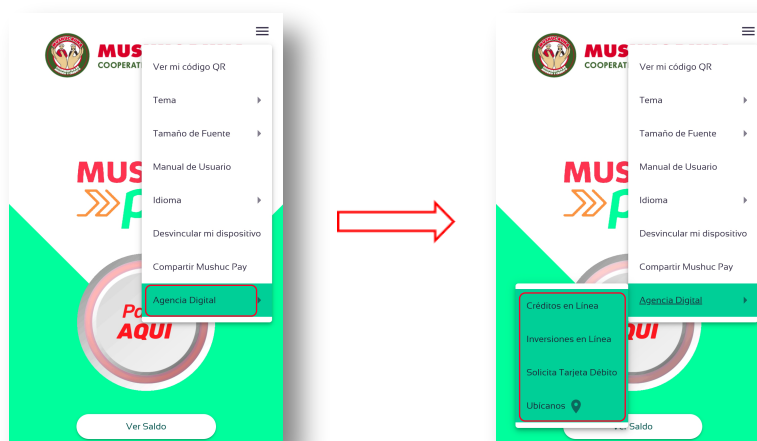 MUS
COOPERATI
Ver mi código QR
Tema
Tamaño de Fuente
Manual de Usuario
MUS
Idioma
Desvincular mi dispositivo
Compartir Mushuc Pay
Agencia Digital
AQUÍ
Ver Saldo
MUS
COOPERATI
Ver mi código QR
Tema
Tamaño de Fuente
Manual de Usuario
MUS
Idioma
Desvincular mi dispositivo
Compartir Mushuc Pay
Agencia Digital
Créditos en Línea
Inversiones en Línea
Solicita Tarjeta Débito
Ubícanos
Saldo